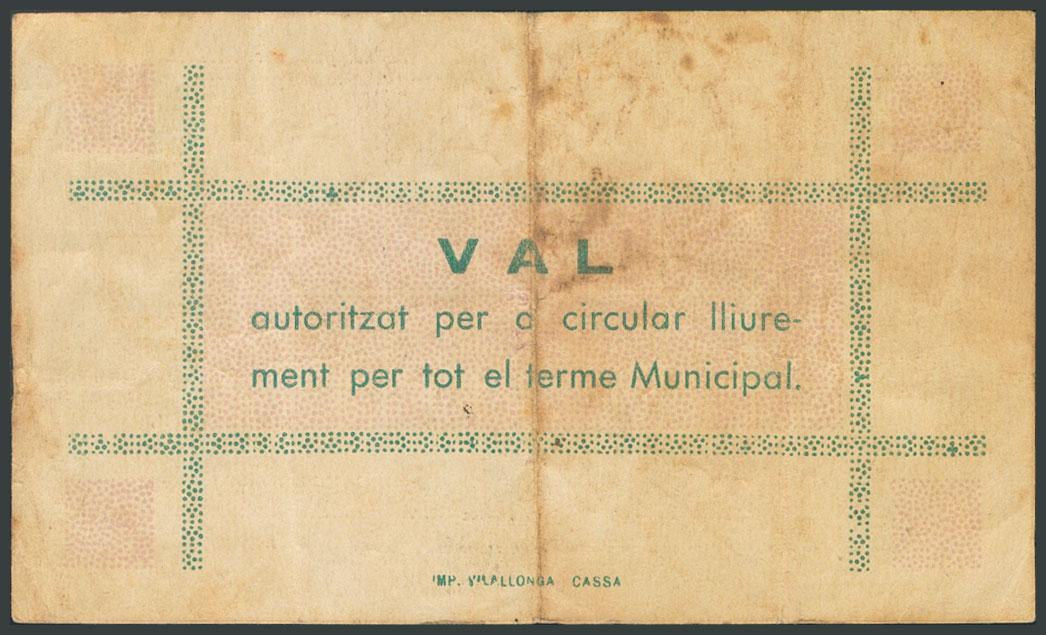 VAL
autoritzat per a circular lliure-
ment per tot el terme Municipal.
IMP. VILALLONGA CASSA